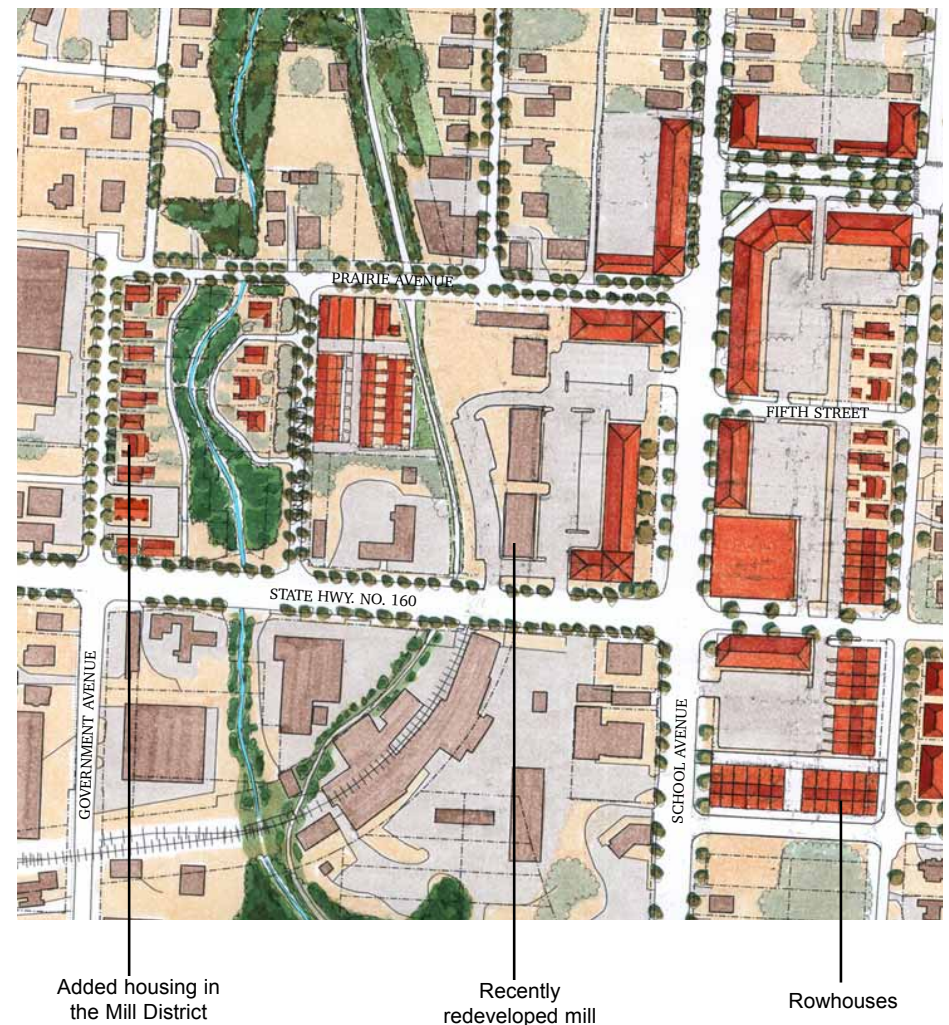 PRAIRIE AVENUE
FIFTH STREET
STATE HWY. NO. 160
GOVERNMENT AVENUE
SCHOOL AVENUE
Added housing in
the Mill District
Recently
redeveloped mill
Rowhouses